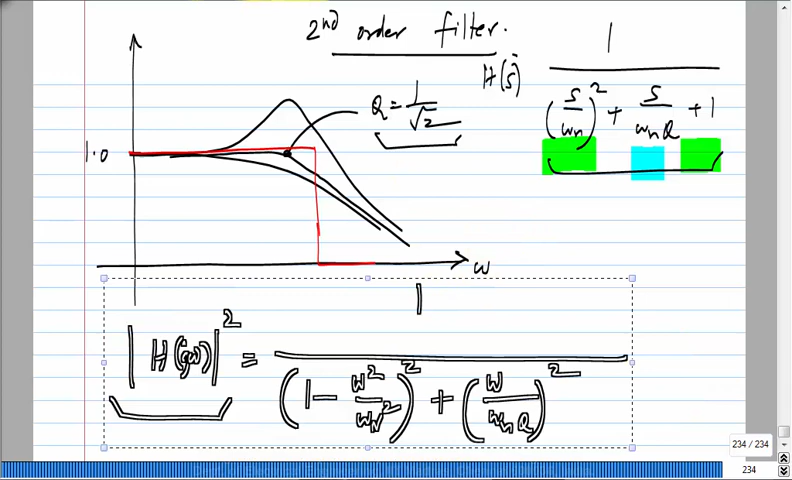 2nd order filter.
H(s) 1 / ((s/ωn)² + s/(ωnQ) + 1)
Q = 1/√2
1.0
ω
|H(jω)|² = 1 / ((1 - ω²/ωn²)² + (ω/(ωnQ))²)
234 / 234
234